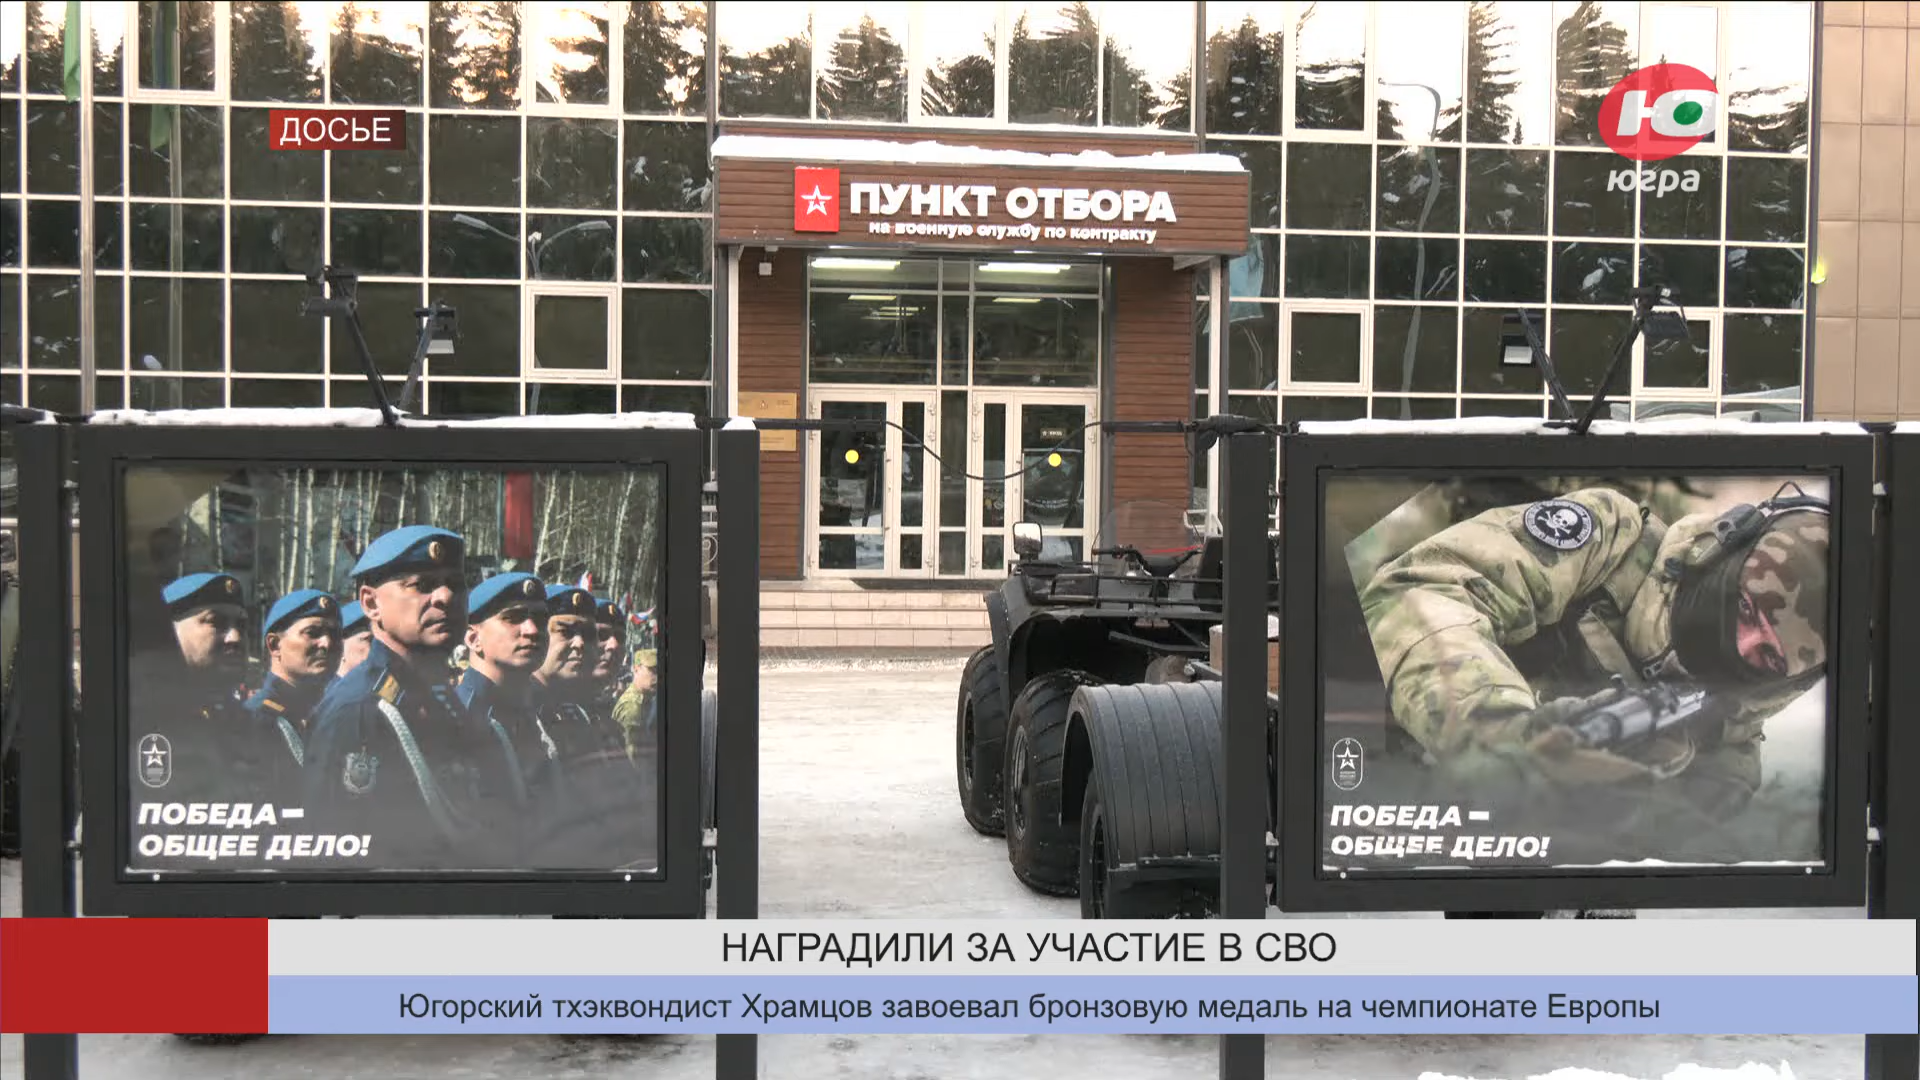 ДОСЬЕ
Ю
югра
ПУНКТ ОТБОРА
на военную службу по контракту
ПОБЕДА –
ОБЩЕЕ ДЕЛО!
ПОБЕДА –
ОБЩЕЕ ДЕЛО!
НАГРАДИЛИ ЗА УЧАСТИЕ В СВО
Югорский тхэквондист Храмцов завоевал бронзовую медаль на чемпионате Европы